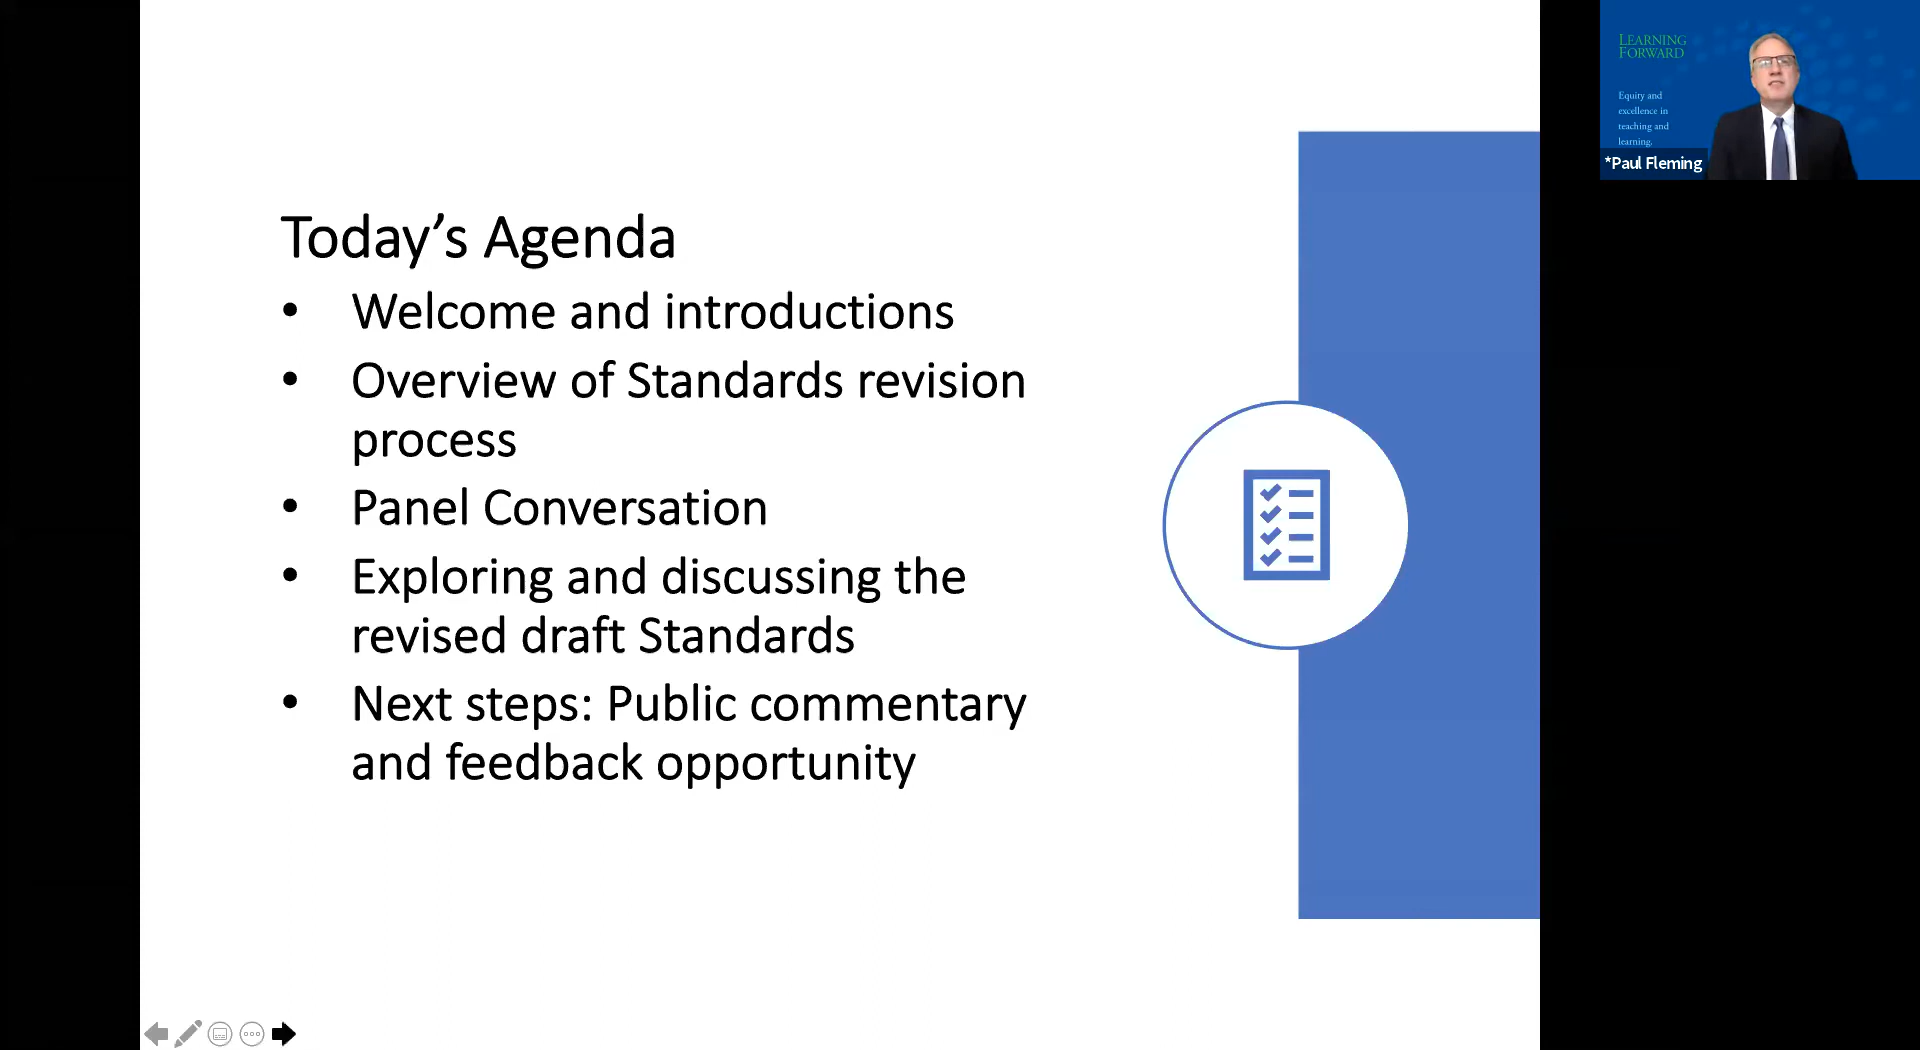 Today’s Agenda
• Welcome and introductions
• Overview of Standards revision
process
• Panel Conversation
• Exploring and discussing the
revised draft Standards
• Next steps: Public commentary
and feedback opportunity
LEARNING
FORWARD
Equity and
excellence in
teaching and
learning.
*Paul Fleming